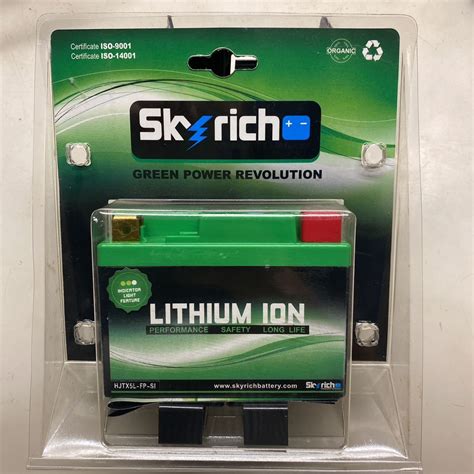 Certificate ISO-9001
Certificate ISO-14001
ORGANIC
Skyrich
GREEN POWER REVOLUTION
INDICATOR
LIGHT
FEATURE
LITHIUM ION
PERFORMANCE SAFETY LONG LIFE
HJTX5L-FP-SI
www.skyrichbattery.com
Skyrich